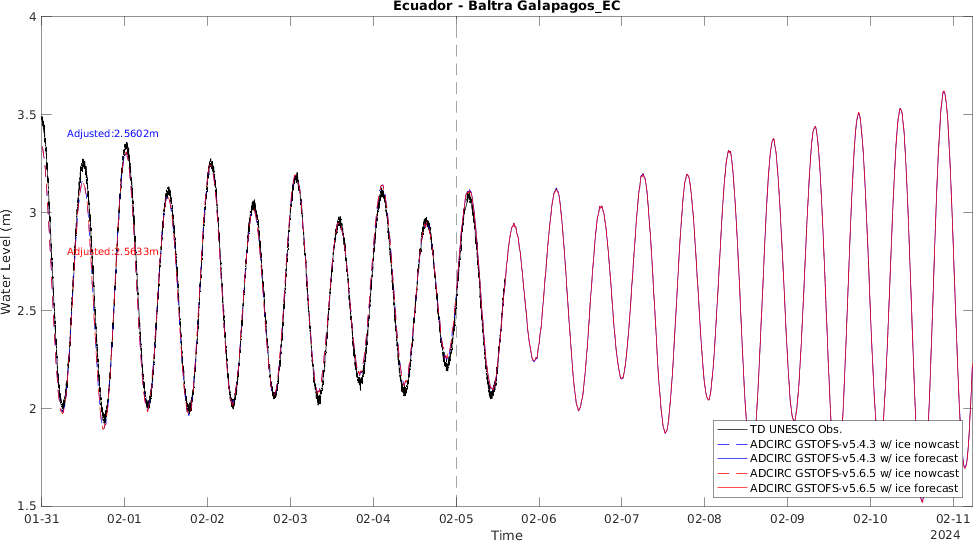 Ecuador - Baltra Galapagos_EC
4
3.5
3
2.5
2
1.5
Water Level (m)
Adjusted:2.5602m
Adjusted:2.5633m
TD UNESCO Obs.
ADCIRC GSTOFS-v5.4.3 w/ ice nowcast
ADCIRC GSTOFS-v5.4.3 w/ ice forecast
ADCIRC GSTOFS-v5.6.5 w/ ice nowcast
ADCIRC GSTOFS-v5.6.5 w/ ice forecast
01-31 02-01 02-02 02-03 02-04 02-05 02-06 02-07 02-08 02-09 02-10 02-11
Time
2024